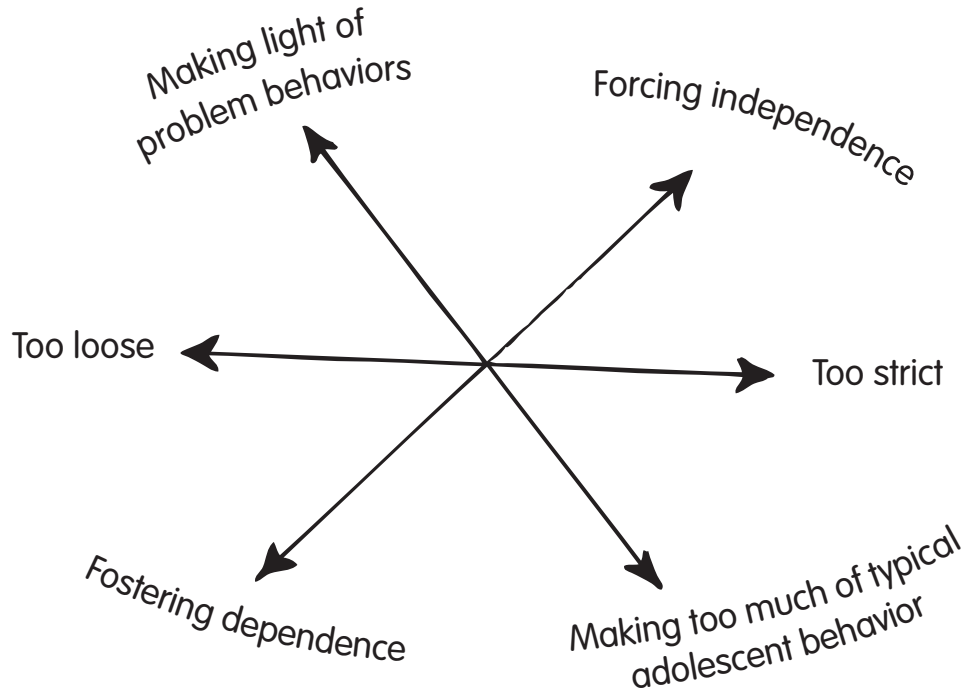 Making light of
problem behaviors
Forcing independence
Too loose
Too strict
Fostering dependence
Making too much of typical
adolescent behavior